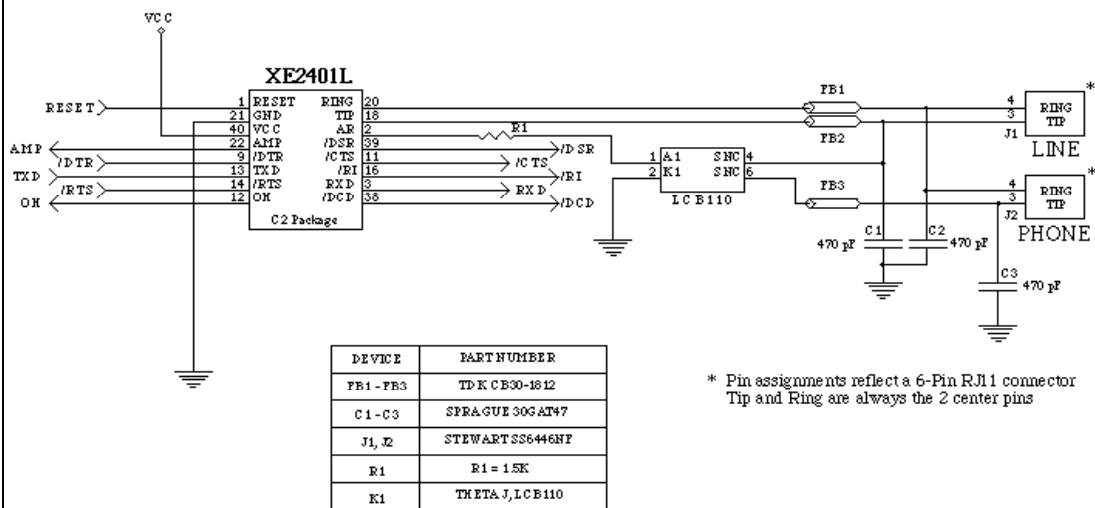 VCC
XE2401L
RESET
AMP
/DTR
TXD
/RTS
OH
1 RESET RING 20
21 GND TIP 18
40 VCC AR 2
22 AMP /DSR 39
9 /DTR /CTS 11
13 TXD /RI 16
14 /RTS RXD 3
12 OH /DCD 38
C2 Package
R1
/DSR
/CTS
/RI
RXD
/DCD
1 A1 SNC 4
2 K1 SNC 6
LCB110
FB1
FB2
FB3
4 RING
3 TIP
J1
*
LINE
4 RING
3 TIP
J2
*
PHONE
C1
470 pF
C2
470 pF
C3
470 pF
DEVICE PART NUMBER
FB1 - FB3 TDK CB30-1812
C1 - C3 SPRAGUE 30GAT47
J1, J2 STEWART SS6446NF
R1 R1 = 1.5K
K1 THETA J, LCB110
* Pin assignments reflect a 6-Pin RJ11 connector
Tip and Ring are always the 2 center pins